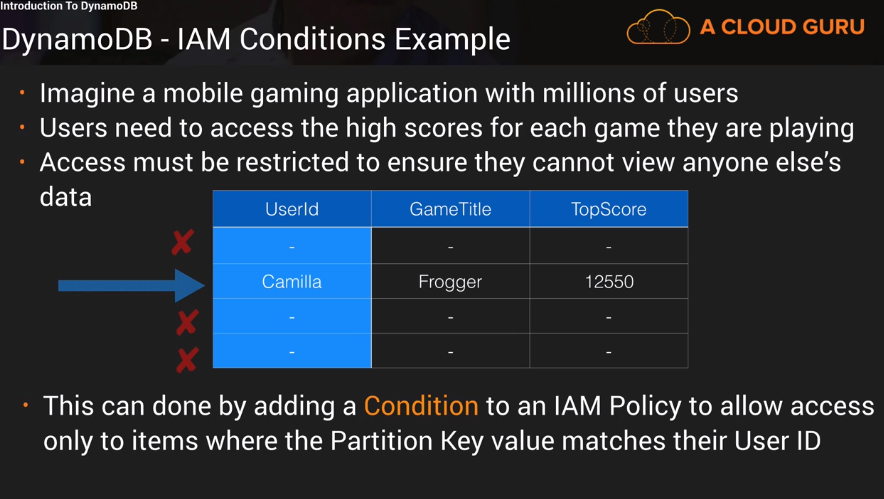 Introduction To DynamoDB
DynamoDB - IAM Conditions Example
A CLOUD GURU
• Imagine a mobile gaming application with millions of users
• Users need to access the high scores for each game they are playing
• Access must be restricted to ensure they cannot view anyone else’s
data
UserId GameTitle TopScore
- - -
Camilla Frogger 12550
- - -
- - -
• This can done by adding a Condition to an IAM Policy to allow access
only to items where the Partition Key value matches their User ID